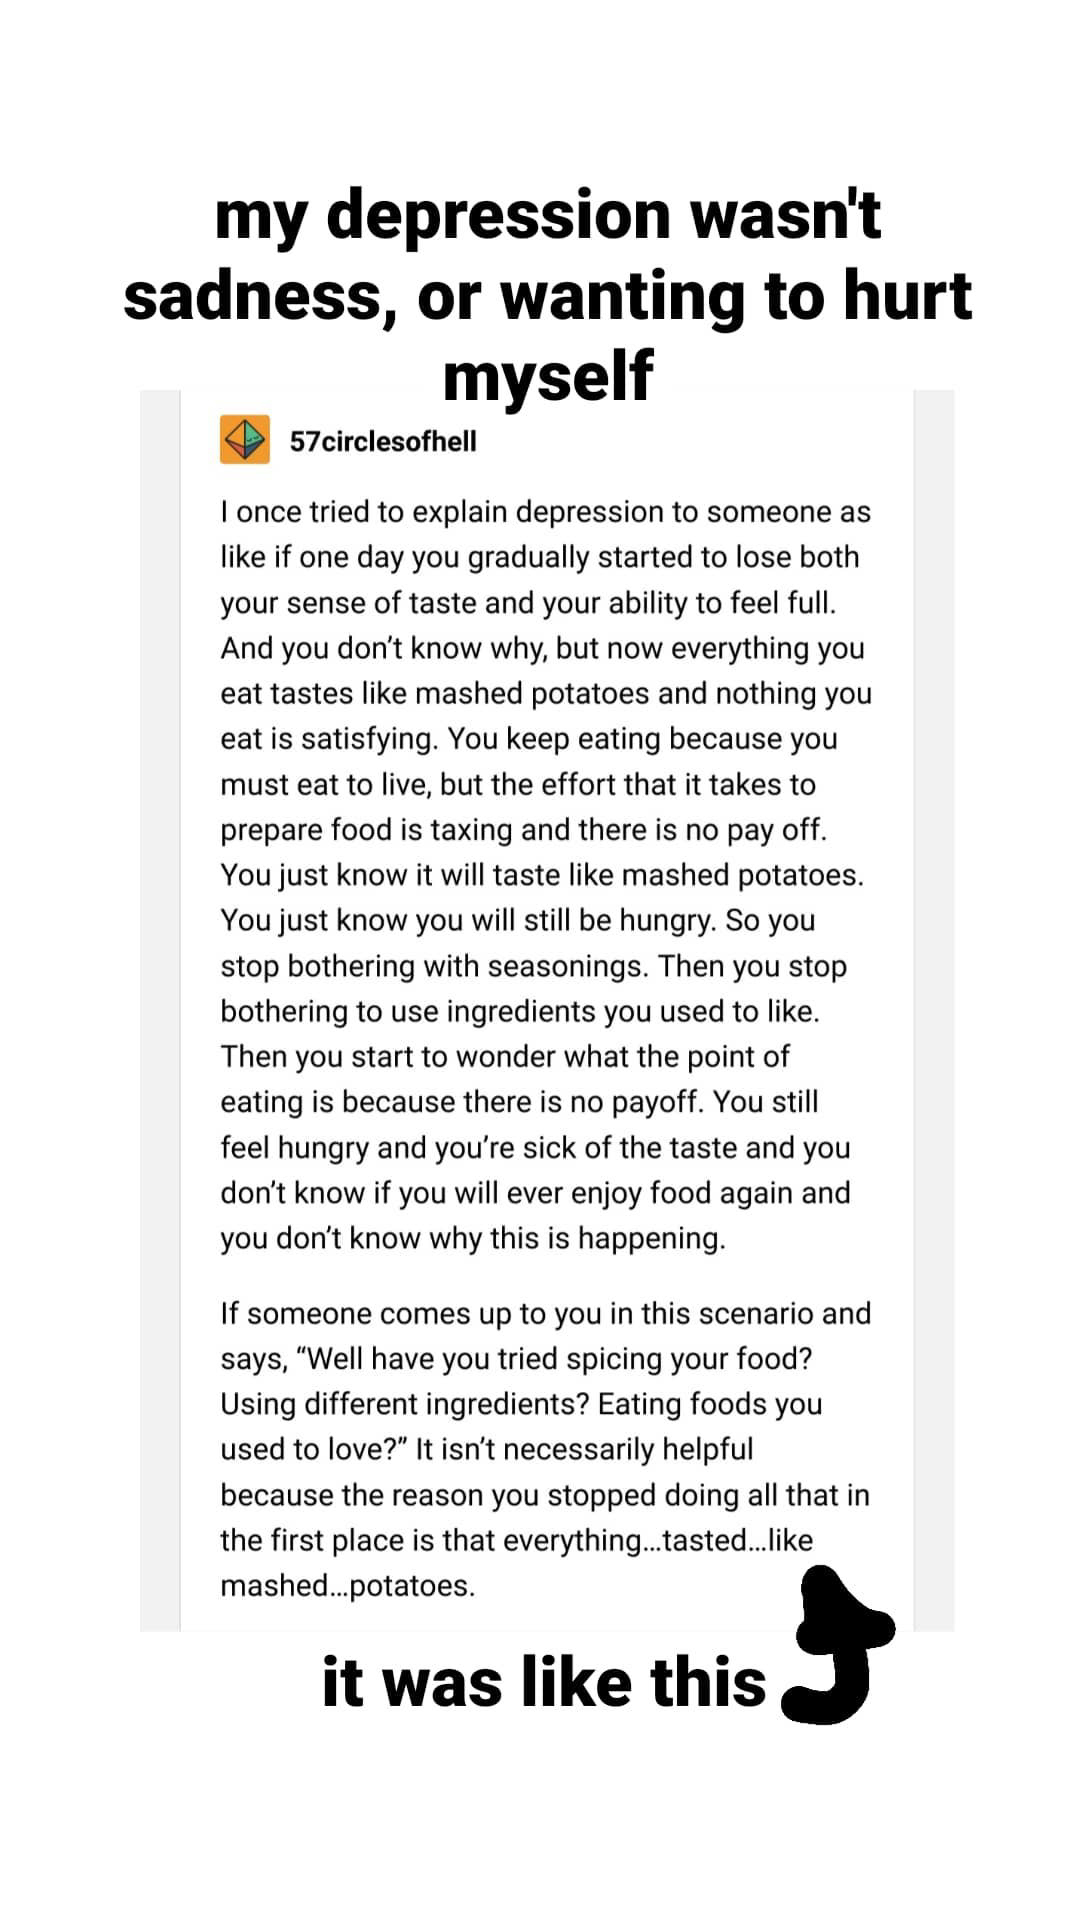 my depression wasn't
sadness, or wanting to hurt
myself
57circlesofhell
I once tried to explain depression to someone as
like if one day you gradually started to lose both
your sense of taste and your ability to feel full.
And you don’t know why, but now everything you
eat tastes like mashed potatoes and nothing you
eat is satisfying. You keep eating because you
must eat to live, but the effort that it takes to
prepare food is taxing and there is no pay off.
You just know it will taste like mashed potatoes.
You just know you will still be hungry. So you
stop bothering with seasonings. Then you stop
bothering to use ingredients you used to like.
Then you start to wonder what the point of
eating is because there is no payoff. You still
feel hungry and you’re sick of the taste and you
don’t know if you will ever enjoy food again and
you don’t know why this is happening.
If someone comes up to you in this scenario and
says, “Well have you tried spicing your food?
Using different ingredients? Eating foods you
used to love?” It isn’t necessarily helpful
because the reason you stopped doing all that in
the first place is that everything…tasted…like
mashed…potatoes.
it was like this